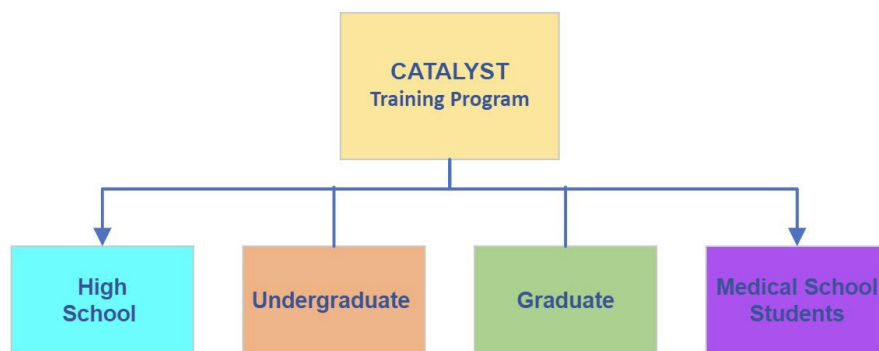 CATALYST
Training Program
High
School
Undergraduate
Graduate
Medical School
Students